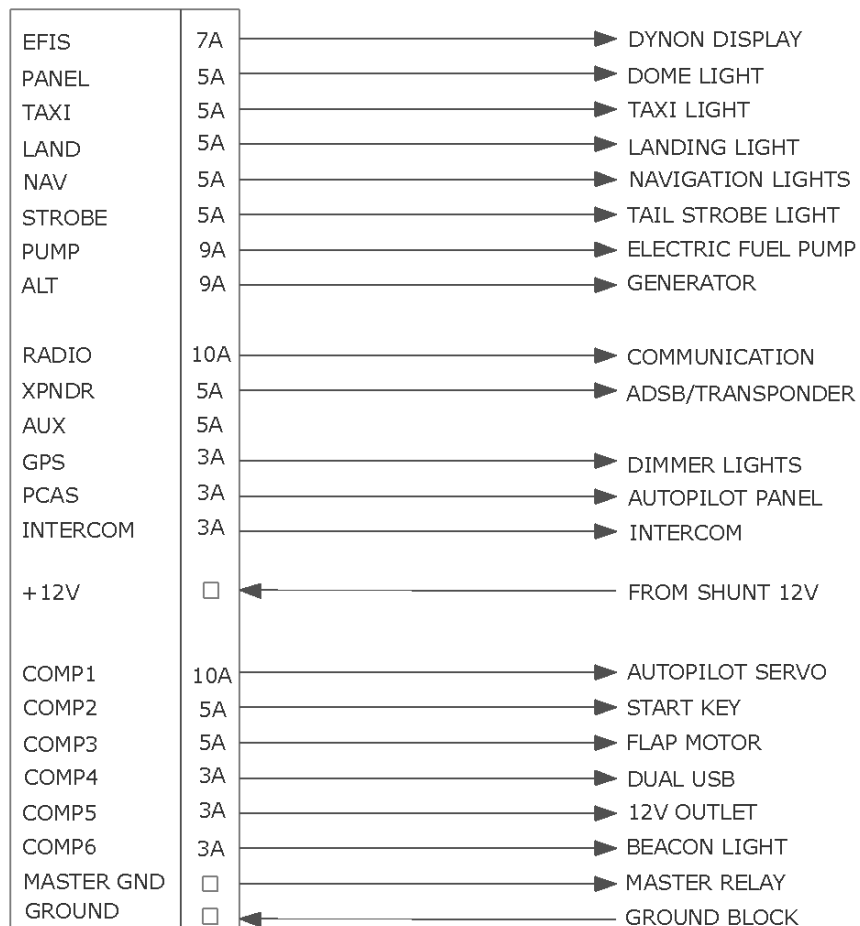 EFIS 7A DYNON DISPLAY
PANEL 5A DOME LIGHT
TAXI 5A TAXI LIGHT
LAND 5A LANDING LIGHT
NAV 5A NAVIGATION LIGHTS
STROBE 5A TAIL STROBE LIGHT
PUMP 9A ELECTRIC FUEL PUMP
ALT 9A GENERATOR
RADIO 10A COMMUNICATION
XPNDR 5A ADSB/TRANSPONDER
AUX 5A
GPS 3A DIMMER LIGHTS
PCAS 3A AUTOPILOT PANEL
INTERCOM 3A INTERCOM
+12V FROM SHUNT 12V
COMP1 10A AUTOPILOT SERVO
COMP2 5A START KEY
COMP3 5A FLAP MOTOR
COMP4 3A DUAL USB
COMP5 3A 12V OUTLET
COMP6 3A BEACON LIGHT
MASTER GND MASTER RELAY
GROUND GROUND BLOCK